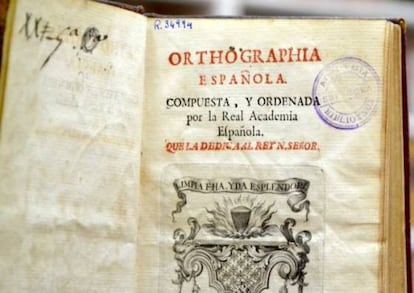 R. 34994
ORTHOGRAPHIA
ESPAÑOLA.
COMPUESTA, Y ORDENADA
por la Real Academia
Española.
QUE LA DEDICA AL REY N. SEÑOR.
LIMPIA, FIXA, Y DA ESPLENDOR.